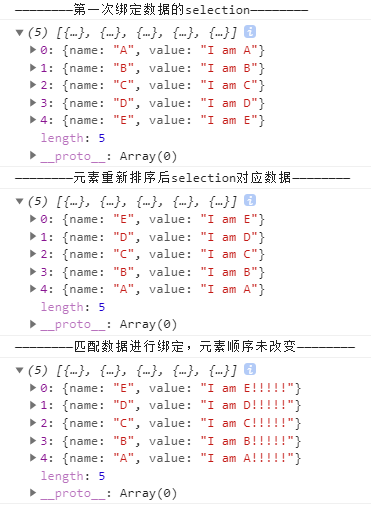 ————————第一次绑定数据的selection————————
▼ (5) [{…}, {…}, {…}, {…}, {…}] i
▶ 0: {name: "A", value: "I am A"}
▶ 1: {name: "B", value: "I am B"}
▶ 2: {name: "C", value: "I am C"}
▶ 3: {name: "D", value: "I am D"}
▶ 4: {name: "E", value: "I am E"}
length: 5
▶ __proto__: Array(0)
————————元素重新排序后selection对应数据————————
▼ (5) [{…}, {…}, {…}, {…}, {…}] i
▶ 0: {name: "E", value: "I am E"}
▶ 1: {name: "D", value: "I am D"}
▶ 2: {name: "C", value: "I am C"}
▶ 3: {name: "B", value: "I am B"}
▶ 4: {name: "A", value: "I am A"}
length: 5
▶ __proto__: Array(0)
————————匹配数据进行绑定，元素顺序未改变————————
▼ (5) [{…}, {…}, {…}, {…}, {…}] i
▶ 0: {name: "E", value: "I am E!!!!!"}
▶ 1: {name: "D", value: "I am D!!!!!"}
▶ 2: {name: "C", value: "I am C!!!!!"}
▶ 3: {name: "B", value: "I am B!!!!!"}
▶ 4: {name: "A", value: "I am A!!!!!"}
length: 5
▶ __proto__: Array(0)